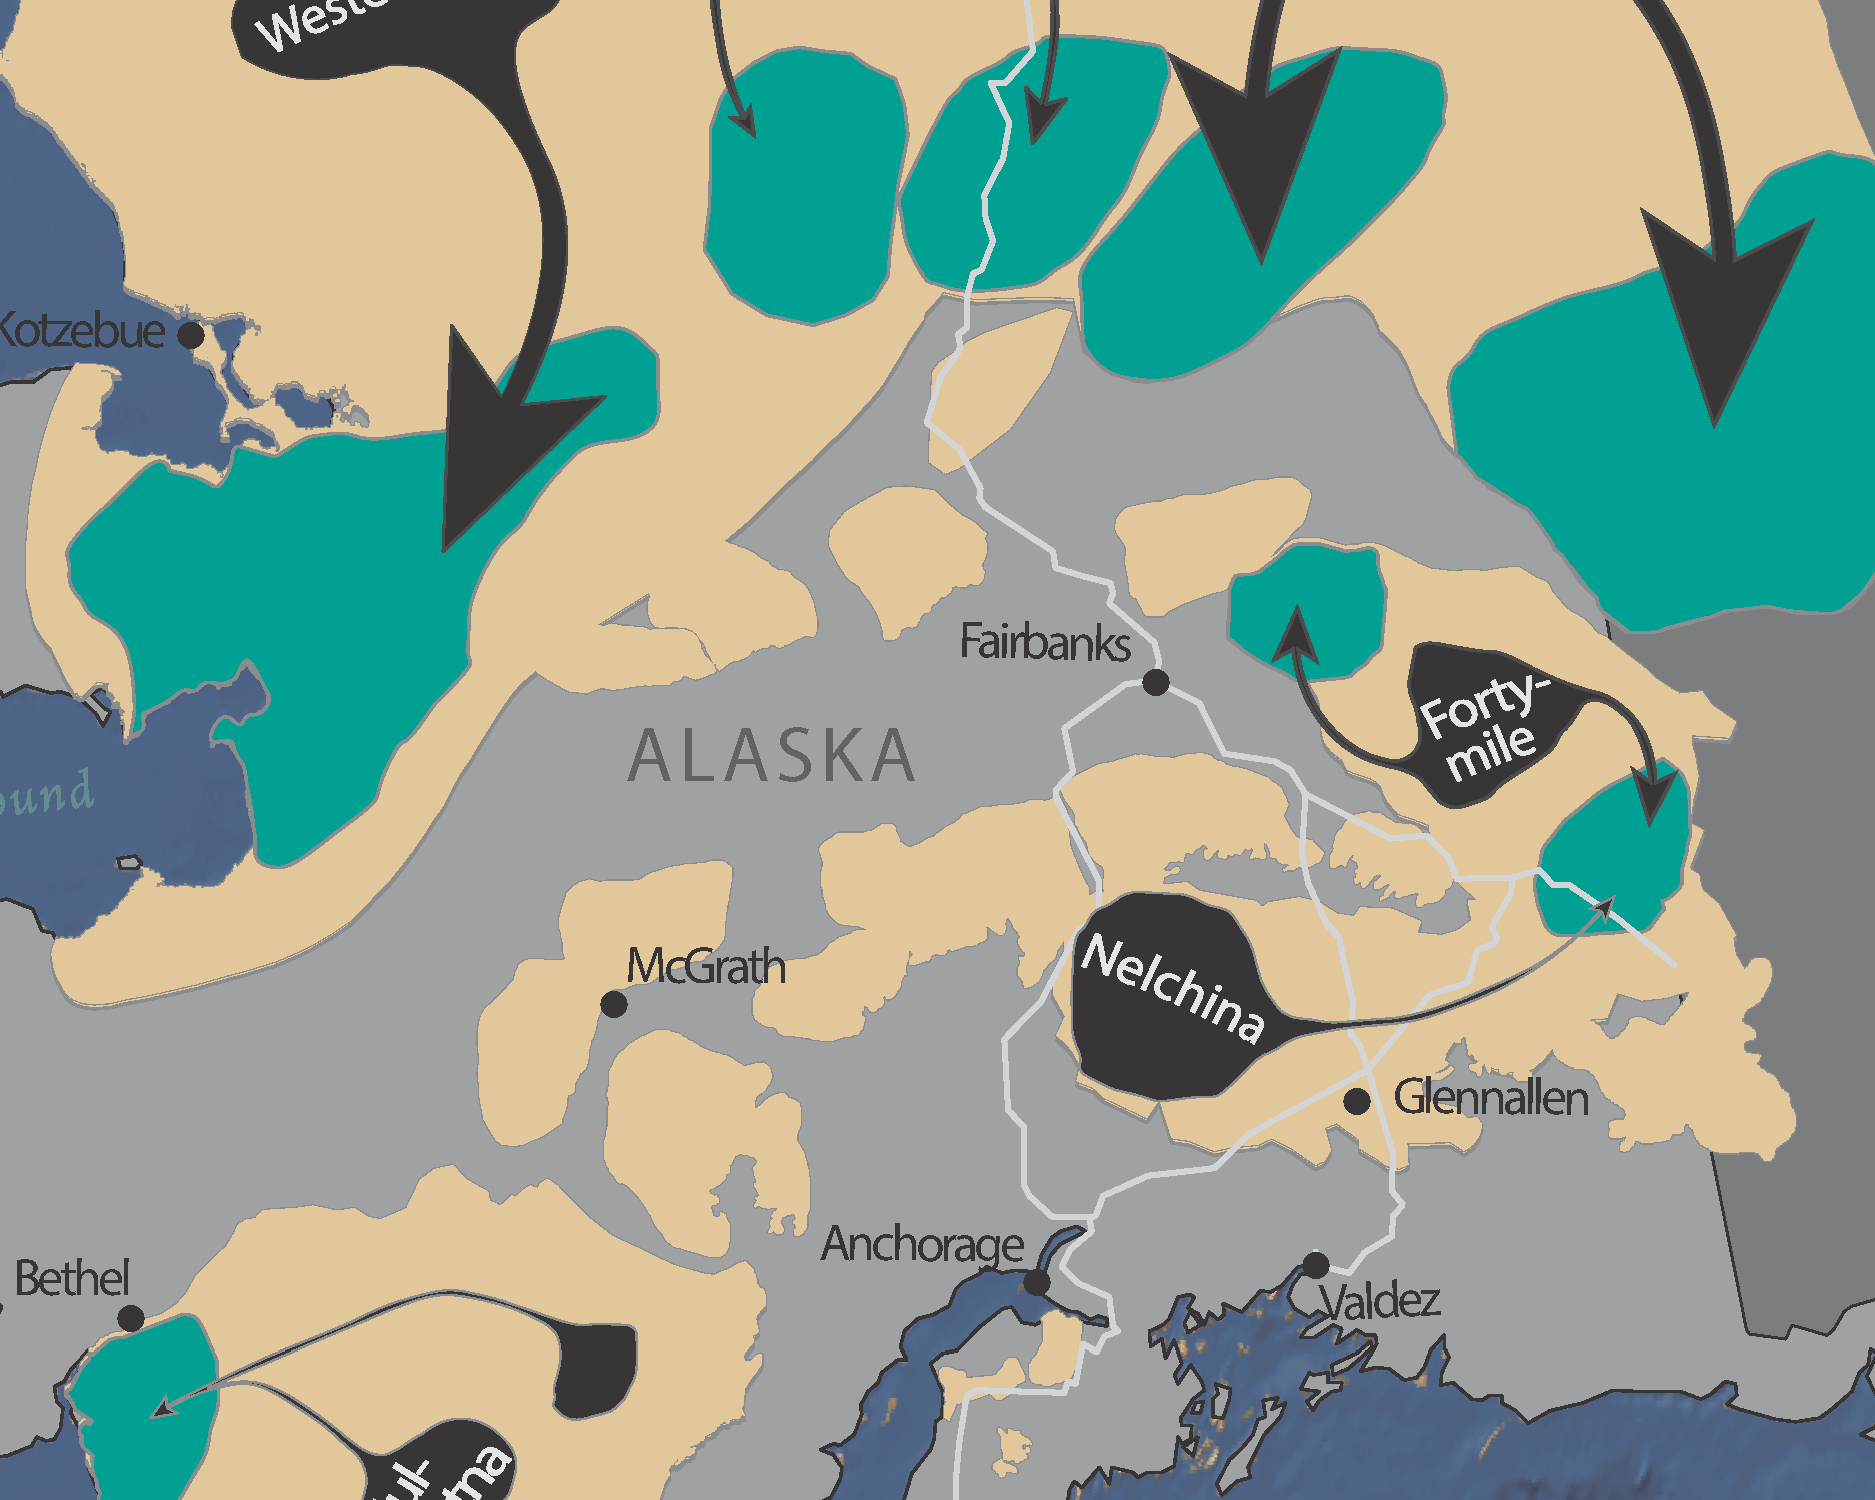 Weste
Kotzebue
Fairbanks
Forty-
mile
ALASKA
ound
McGrath
Nelchina
Glennallen
Anchorage
Bethel
Valdez
ul-
tna